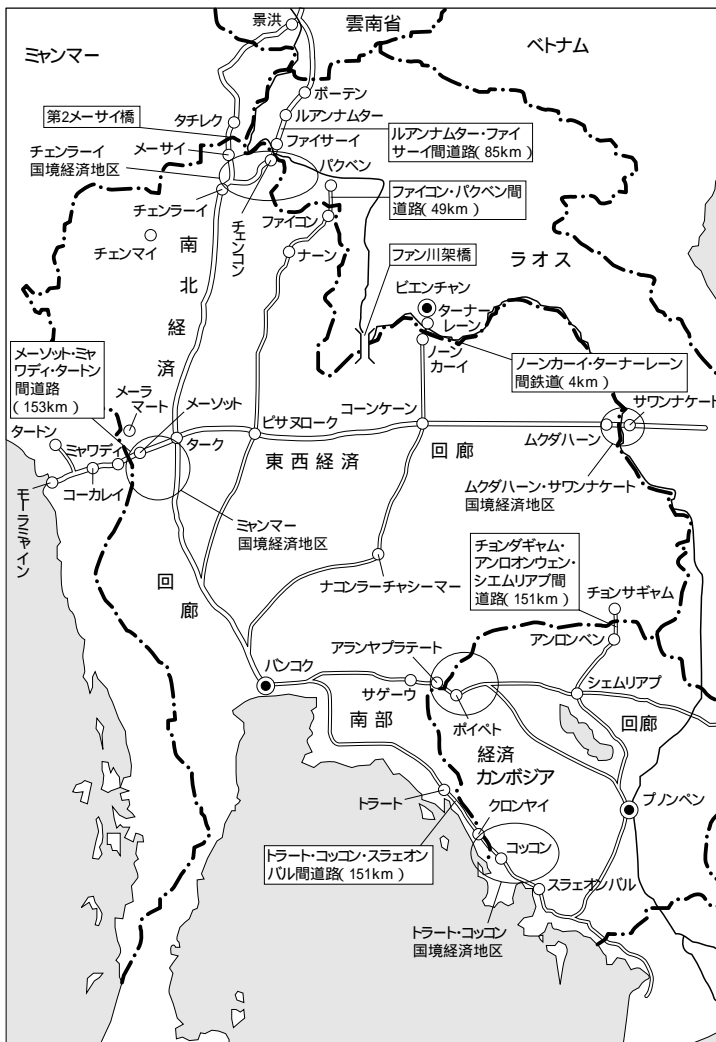 景洪
雲南省
ミャンマー
ベトナム
ボーテン
第2メーサイ橋
タチレク
ルアンナムター
ファイサーイ
ルアンナムター・ファイ
サーイ間道路(85km)
メーサイ
チェンラーイ
国境経済地区
パクベン
ファイコン・パクベン間
道路(49km)
チェンラーイ
チェンコン
ファイコン
チェンマイ
ナーン
ファン川架橋
ラオス
南北経済
ビエンチャン
ターナー
レーン
ノーン
カーイ
ノーンカーイ・ターナーレーン
間鉄道(4km)
メーソット・ミャ
ワディ・タートン
間道路
(153km)
メーラ
マート
メーソット
タートン
ミャワディ
コーカレイ
モーラミャイン
ターク
ピサヌローク
コーンケーン
サワンナケート
ムクダハーン
東西経済
回廊
ムクダハーン・サワンナケート
国境経済地区
ミャンマー
国境経済地区
回廊
ナコンラーチャシーマー
チョンダギャム・
アンロオンウェン・
シエムリアプ間
道路(151km)
チョンサギャム
アンロンベン
バンコク
アランヤプラテート
サゲーウ
ポイペト
シェムリアプ
南部
回廊
経済
カンボジア
トラート
クロンヤイ
プノンペン
コッコン
トラート・コッコン・スラェオン
バル間道路(151km)
スラェオンバル
トラート・コッコン
国境経済地区